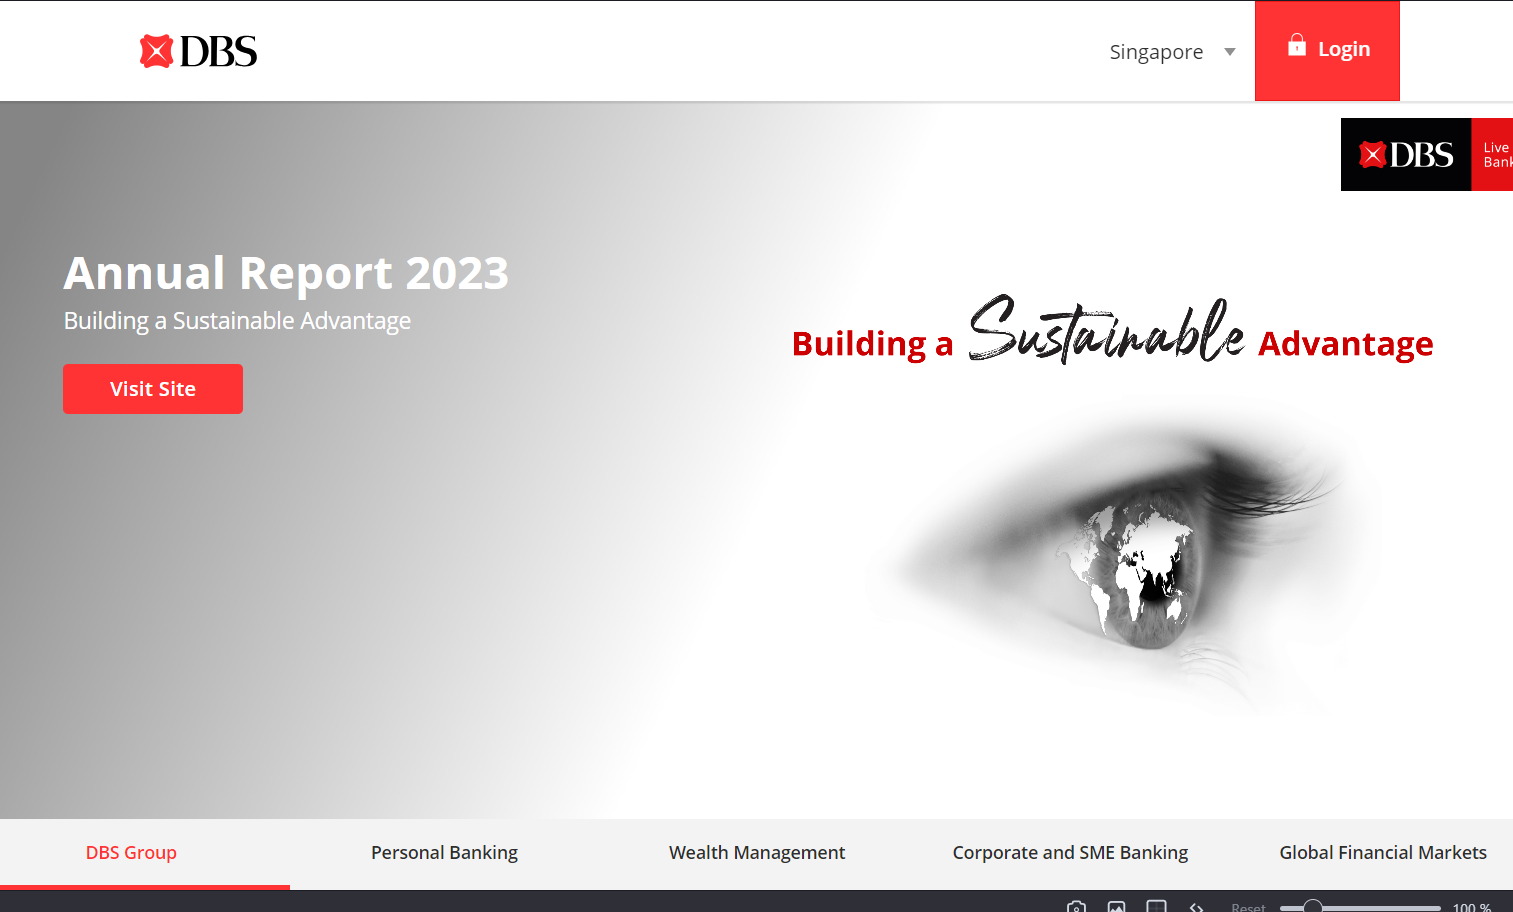 DBS
Singapore
Login
DBS
Live
Annual Report 2023
Building a Sustainable Advantage
Visit Site
Building a Sustainable Advantage
DBS Group
Personal Banking
Wealth Management
Corporate and SME Banking
Global Financial Markets
Reset
100 %